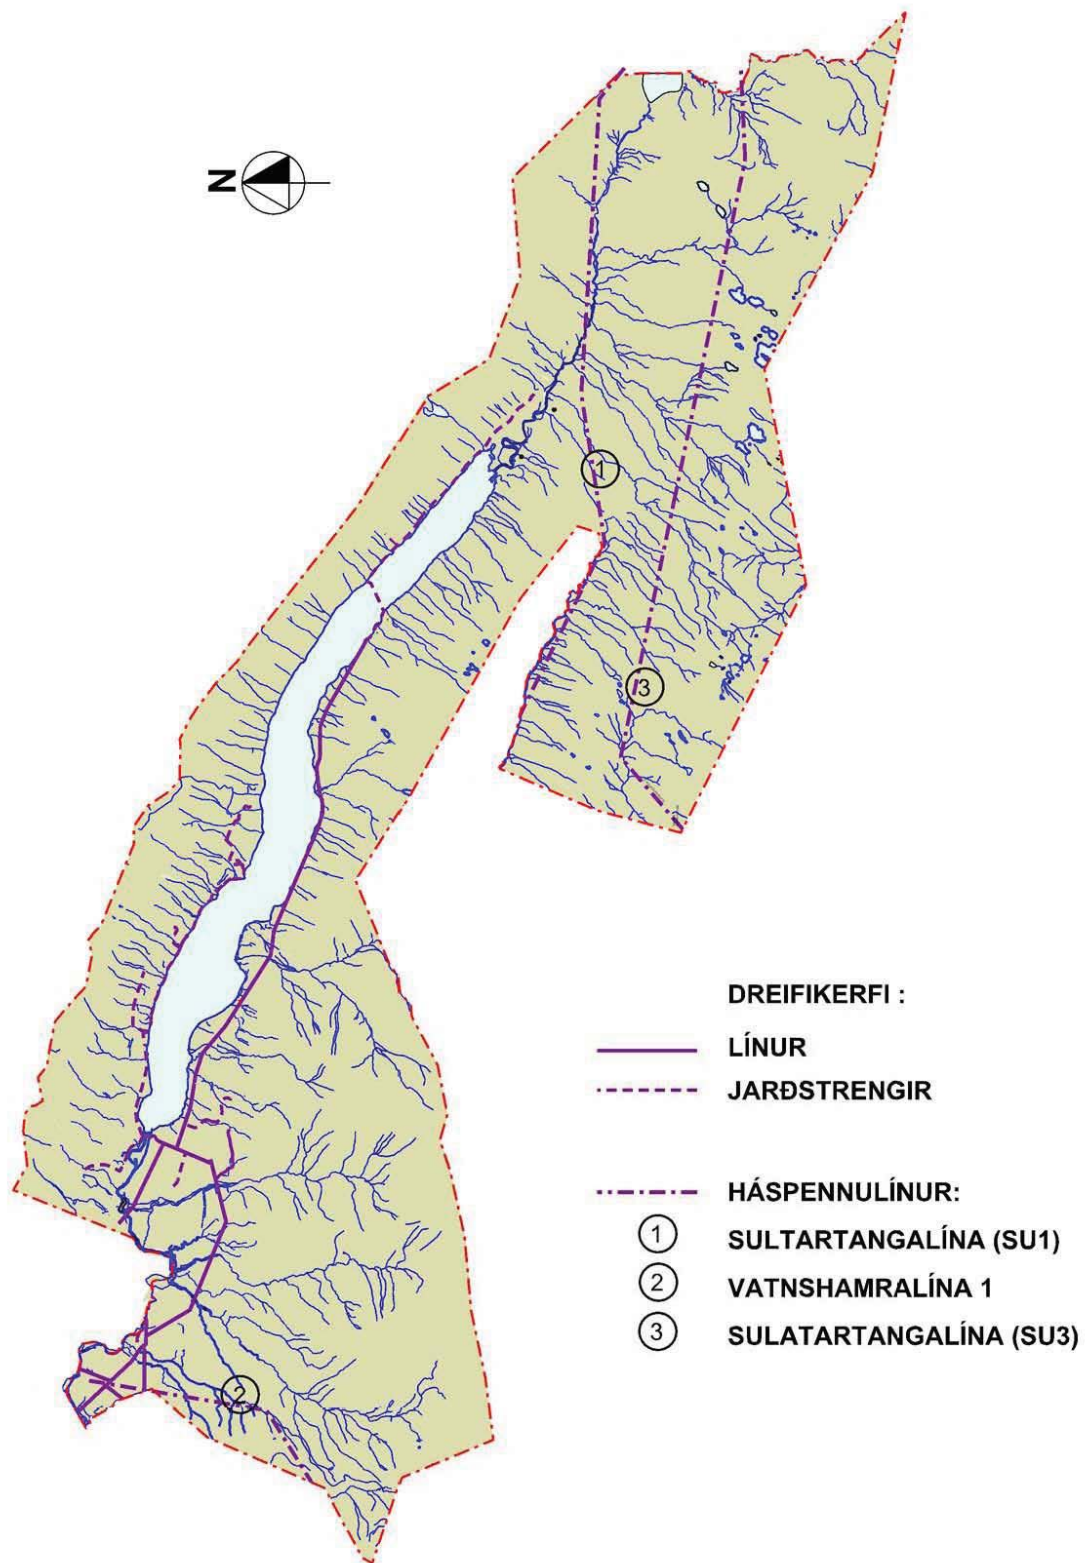 N
1
3
2
DREIFIKERFI :
LÍNUR
JARÐSTRENGIR
HÁSPENNULÍNUR:
1 SULTARTANGALÍNA (SU1)
2 VATNSHAMRALÍNA 1
3 SULATARTANGALÍNA (SU3)